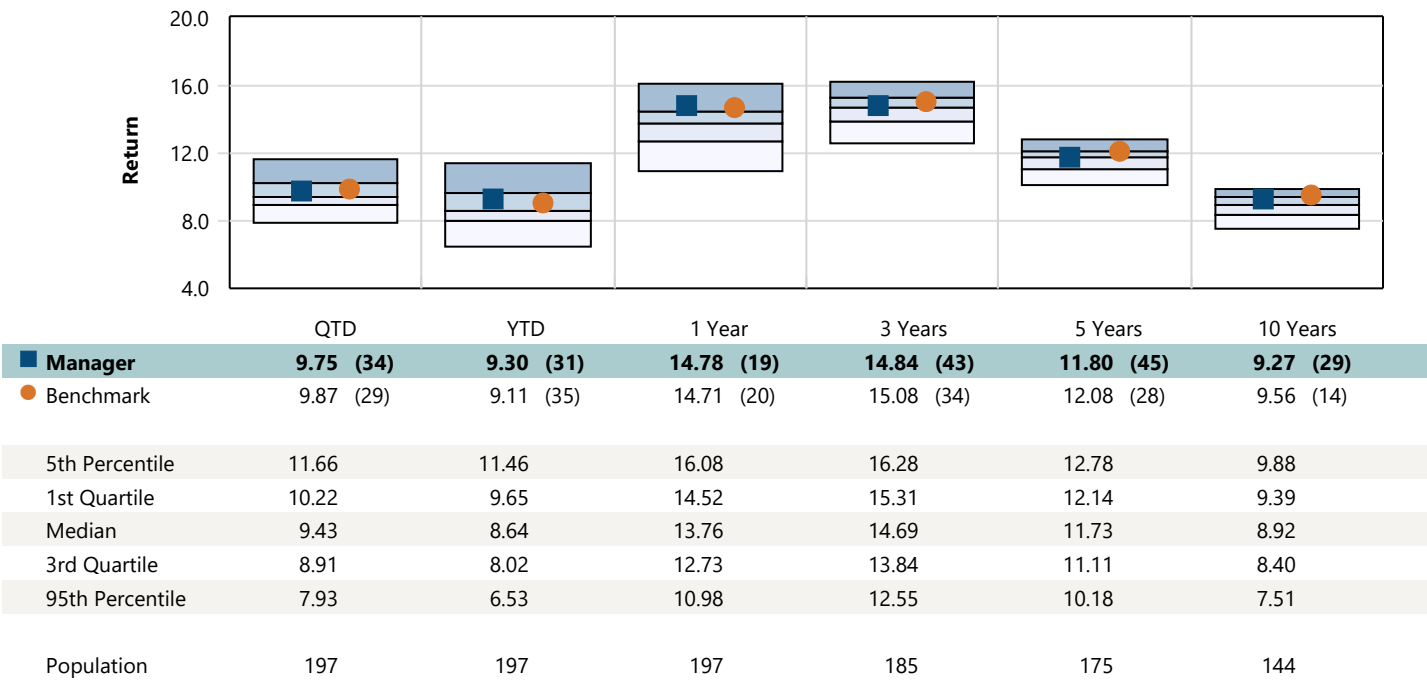 20.0
16.0
12.0
8.0
4.0
Return
QTD YTD 1 Year 3 Years 5 Years 10 Years
Manager 9.75 (34) 9.30 (31) 14.78 (19) 14.84 (43) 11.80 (45) 9.27 (29)
Benchmark 9.87 (29) 9.11 (35) 14.71 (20) 15.08 (34) 12.08 (28) 9.56 (14)
5th Percentile 11.66 11.46 16.08 16.28 12.78 9.88
1st Quartile 10.22 9.65 14.52 15.31 12.14 9.39
Median 9.43 8.64 13.76 14.69 11.73 8.92
3rd Quartile 8.91 8.02 12.73 13.84 11.11 8.40
95th Percentile 7.93 6.53 10.98 12.55 10.18 7.51
Population 197 197 197 185 175 144